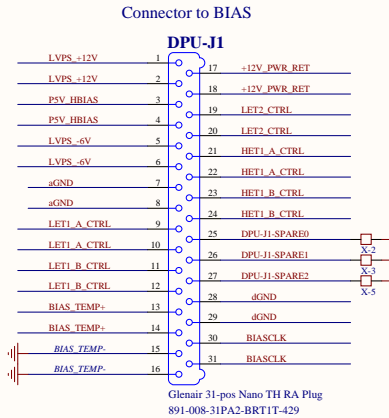 Connector to BIAS
DPU-J1
LVPS_+12V 1
LVPS_+12V 2
P5V_HBIAS 3
P5V_HBIAS 4
LVPS_-6V 5
LVPS_-6V 6
aGND 7
aGND 8
LET1_A_CTRL 9
LET1_A_CTRL 10
LET1_B_CTRL 11
LET1_B_CTRL 12
BIAS_TEMP+ 13
BIAS_TEMP+ 14
BIAS_TEMP- 15
BIAS_TEMP- 16
17 +12V_PWR_RET
18 +12V_PWR_RET
19 LET2_CTRL
20 LET2_CTRL
21 HET1_A_CTRL
22 HET1_A_CTRL
23 HET1_B_CTRL
24 HET1_B_CTRL
25 DPU-J1-SPARE0 X-2
26 DPU-J1-SPARE1 X-3
27 DPU-J1-SPARE2 X-5
28 dGND
29 dGND
30 BIASCLK
31 BIASCLK
Glenair 31-pos Nano TH RA Plug
891-008-31PA2-BRT1T-429